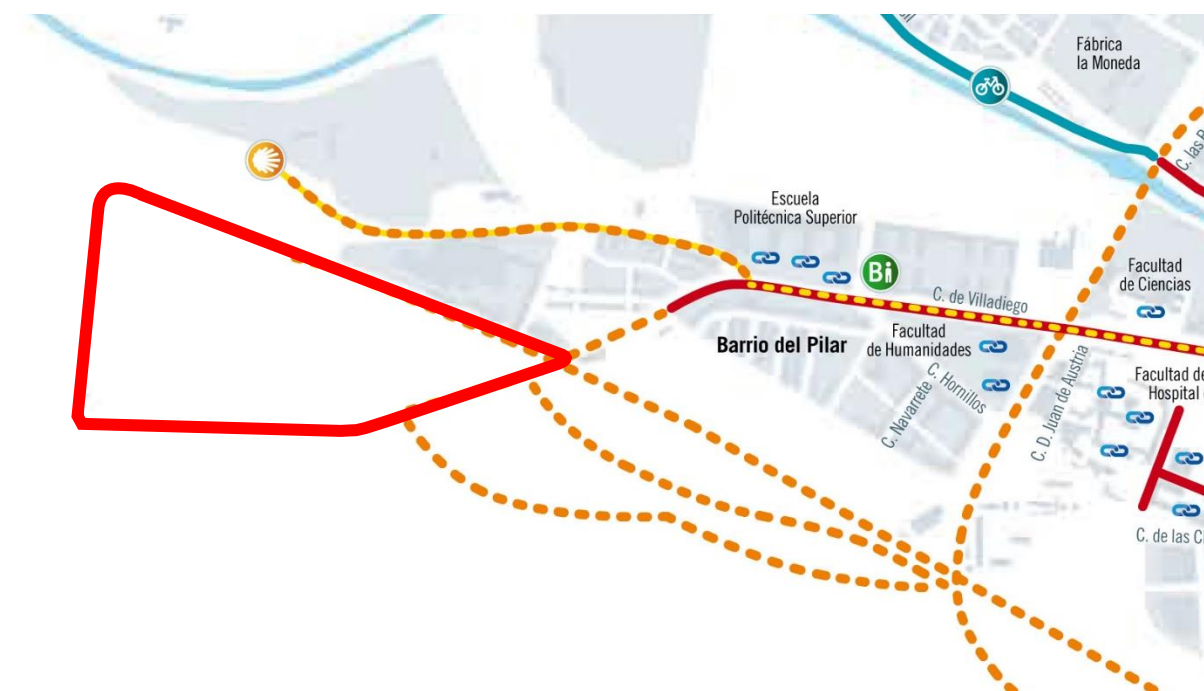 Fábrica
la Moneda
Escuela
Politécnica Superior
Bi
C. de Villadiego
Facultad
de Ciencias
Barrio del Pilar
Facultad
de Humanidades
C. Hornillos
C. Navarrete
C. D. Juan de Austria
Facultad de
Hospital
C. de las
C. las